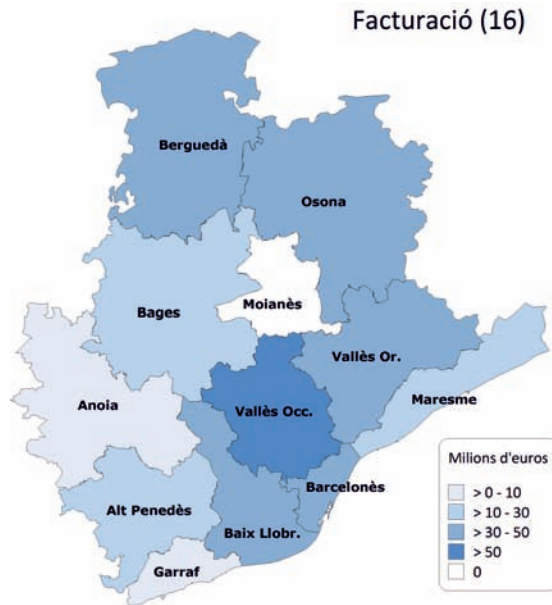 Facturació (16)
Berguedà
Osona
Bages
Moianès
Vallès Or.
Anoia
Vallès Occ.
Maresme
Alt Penedès
Barcelonès
Baix Llobr.
Garraf
Milions d'euros
> 0 - 10
> 10 - 30
> 30 - 50
> 50
0